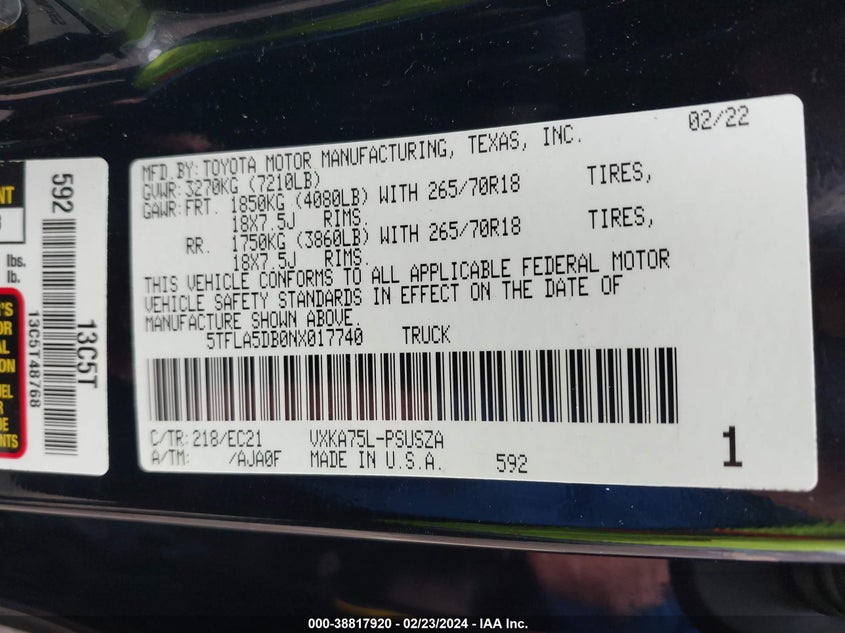 02/22
MFD.BY: TOYOTA MOTOR MANUFACTURING, TEXAS, INC.
GVWR: 3270KG (7210LB)
GAWR: FRT. 1850KG (4080LB) WITH 265/70R18 TIRES,
18X7.5J RIMS.
RR. 1750KG (3860LB) WITH 265/70R18 TIRES,
18X7.5J RIMS.
THIS VEHICLE CONFORMS TO ALL APPLICABLE FEDERAL MOTOR
VEHICLE SAFETY STANDARDS IN EFFECT ON THE DATE OF
MANUFACTURE SHOWN ABOVE.
5TFLA5DB0NX017740 TRUCK
C/TR: 218/EC21 VXKA75L-PSUSZA
A/TM: /AJA0F MADE IN U.S.A. 592
1
592
13C5T
13C5T48768
lbs.
lb.
000-38817920 - 02/23/2024 - IAA Inc.